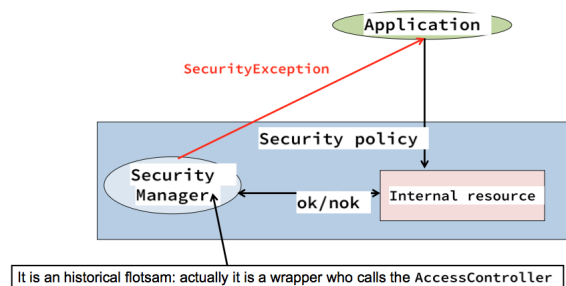 Application
SecurityException
Security policy
Security
Manager
ok/nok
Internal resource
It is an historical flotsam: actually it is a wrapper who calls the AccessController